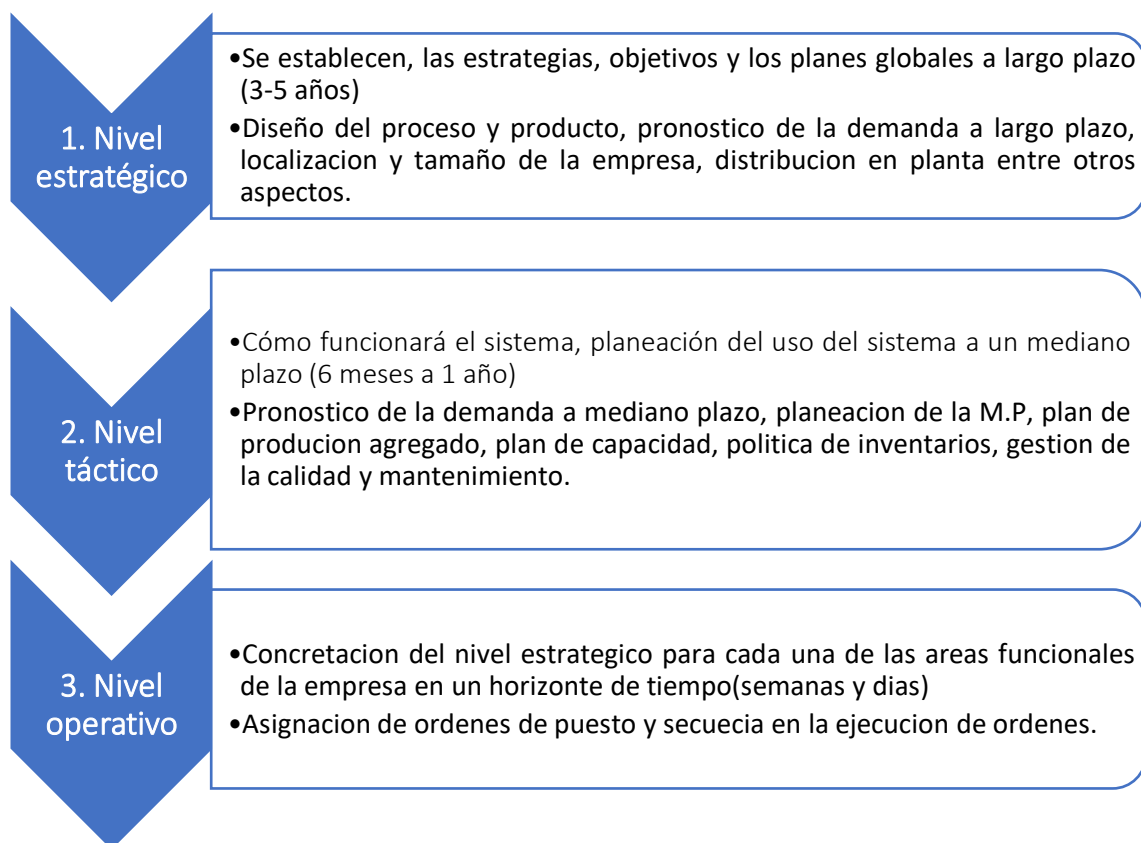 1. Nivel
estratégico
•Se establecen, las estrategias, objetivos y los planes globales a largo plazo
(3-5 años)
•Diseño del proceso y producto, pronostico de la demanda a largo plazo,
localizacion y tamaño de la empresa, distribucion en planta entre otros
aspectos.
2. Nivel
táctico
•Cómo funcionará el sistema, planeación del uso del sistema a un mediano
plazo (6 meses a 1 año)
•Pronostico de la demanda a mediano plazo, planeacion de la M.P, plan de
producion agregado, plan de capacidad, politica de inventarios, gestion de
la calidad y mantenimiento.
3. Nivel
operativo
•Concretacion del nivel estrategico para cada una de las areas funcionales
de la empresa en un horizonte de tiempo(semanas y dias)
•Asignacion de ordenes de puesto y secuecia en la ejecucion de ordenes.